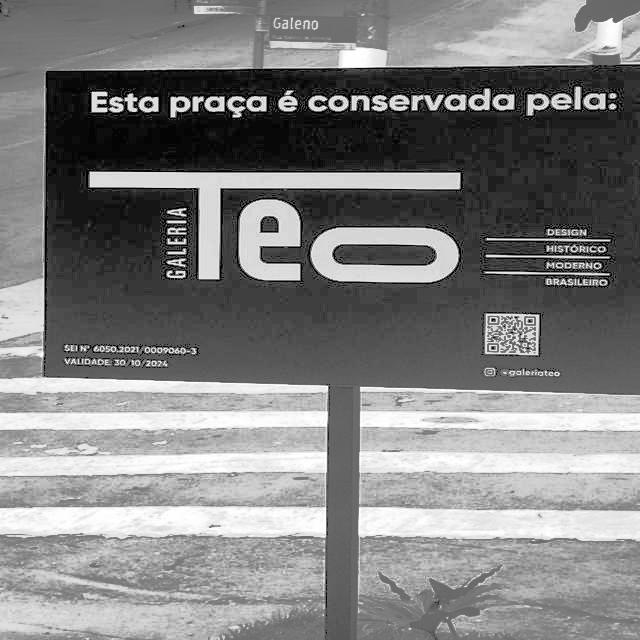 Galeno
Esta praça é conservada pela:
GALERIA
Teo
DESIGN
HISTÓRICO
MODERNO
BRASILEIRO
SEI Nº 6050.2021/0009060-3
VALIDADE: 30/10/2024
@galeriateo